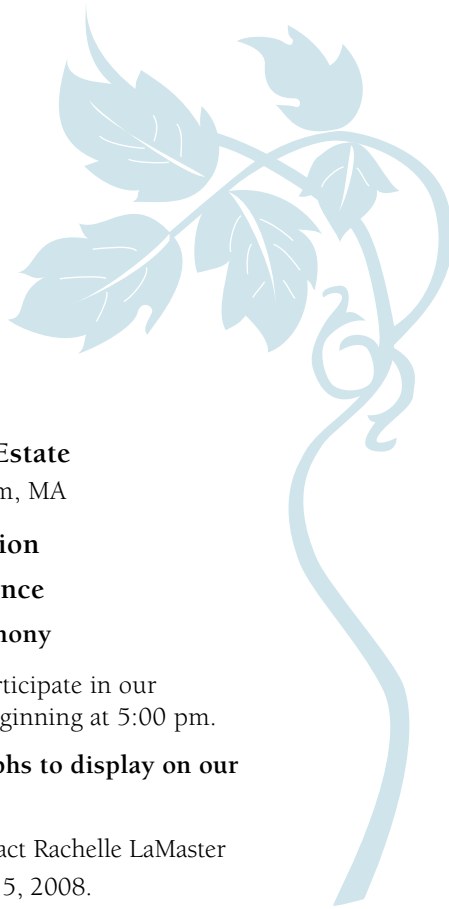 Estate
m, MA
ion
nce
mony
rticipate in our
ginning at 5:00 pm.
phs to display on our
act Rachelle LaMaster
5, 2008.